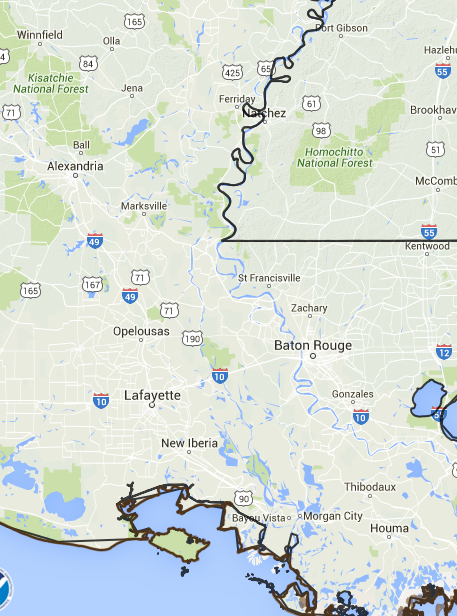 165
Port Gibson
Winnfield
Olla
84
84
Hazleh
Kisatchie
National Forest
425
65
55
Jena
Ferriday
61
Natchez
Brookhav
71
98
Ball
Homochitto
National Forest
51
Alexandria
McComb
Marksville
49
55
Kentwood
71
St Francisville
165
167
49
71
Zachary
Opelousas
190
Baton Rouge
12
10
Lafayette
10
Gonzales
10
55
New Iberia
90
Thibodaux
Bayou Vista
Morgan City
Houma